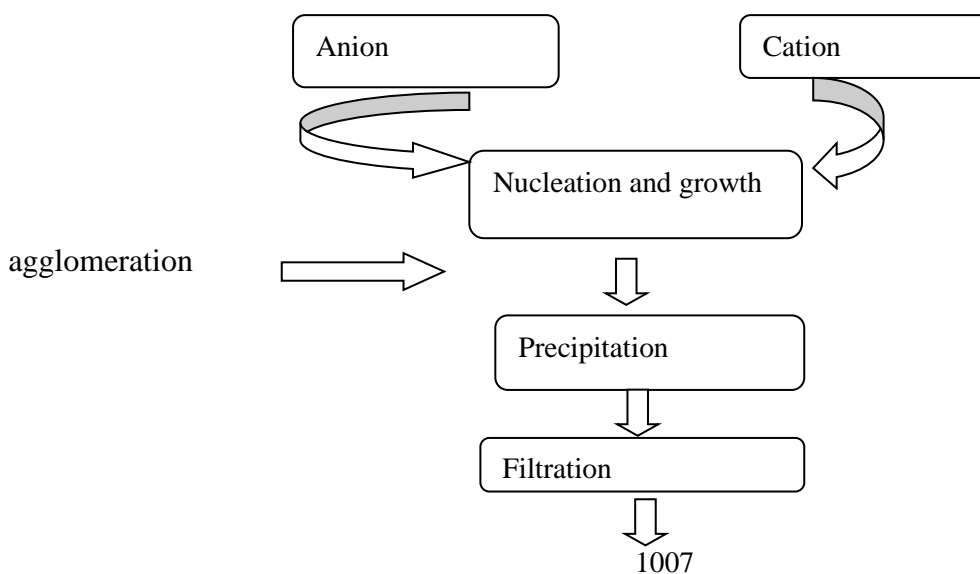 Anion
Cation
Nucleation and growth
agglomeration
Precipitation
Filtration
1007